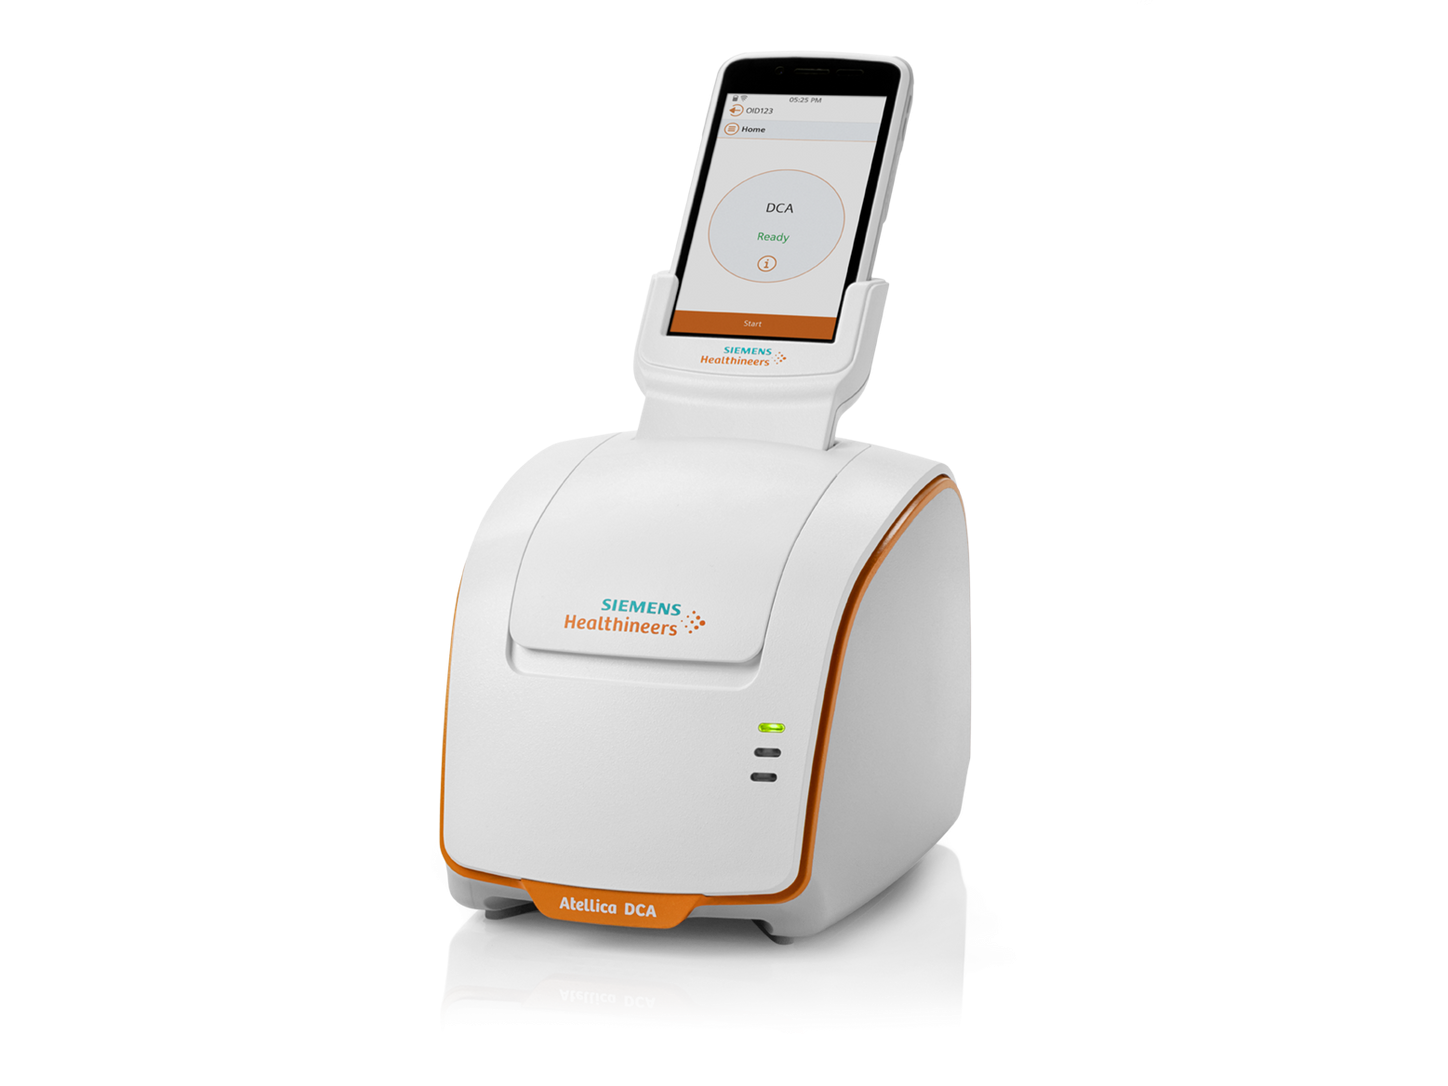 05:25 PM
OID123
Home
DCA
Ready
i
Start
SIEMENS
Healthineers
SIEMENS
Healthineers
Atellica DCA